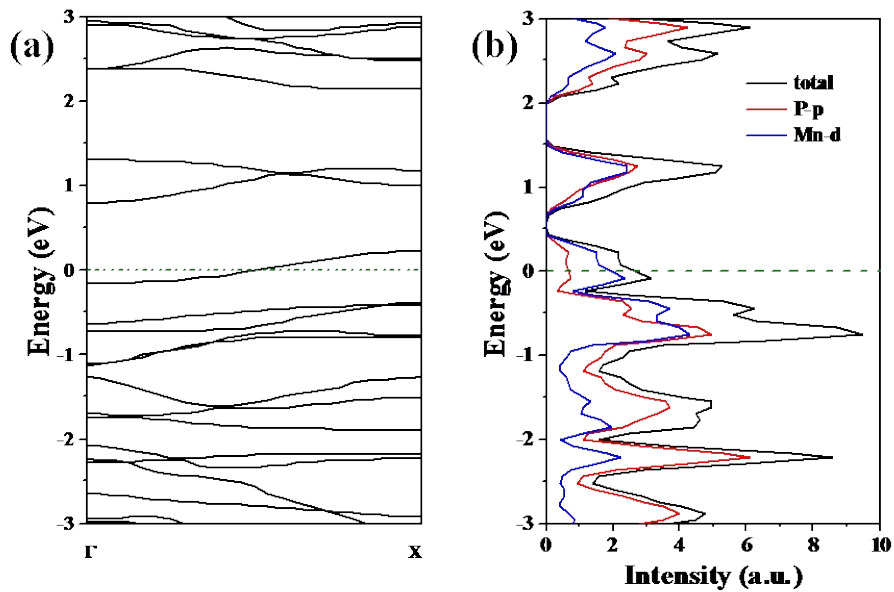 (a)
3
2
1
0
-1
-2
-3
Energy (eV)
Γ
X
(b)
3
2
1
0
-1
-2
-3
Energy (eV)
total
P-p
Mn-d
0 2 4 6 8 10
Intensity (a.u.)